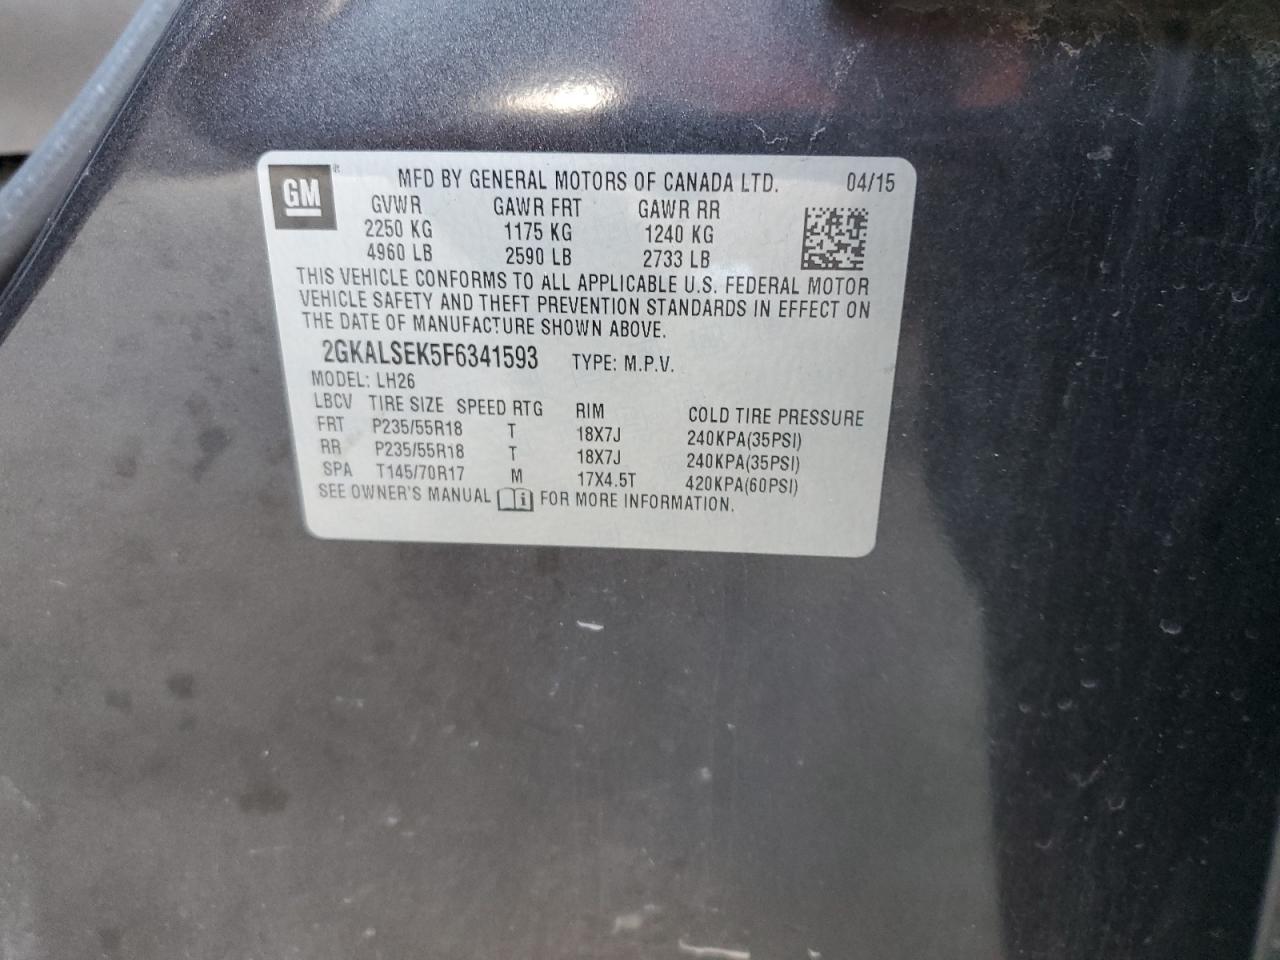 GM ® MFD BY GENERAL MOTORS OF CANADA LTD. 04/15
GVWR GAWR FRT GAWR RR
2250 KG 1175 KG 1240 KG
4960 LB 2590 LB 2733 LB
THIS VEHICLE CONFORMS TO ALL APPLICABLE U.S. FEDERAL MOTOR
VEHICLE SAFETY AND THEFT PREVENTION STANDARDS IN EFFECT ON
THE DATE OF MANUFACTURE SHOWN ABOVE.
2GKALSEK5F6341593 TYPE: M.P.V.
MODEL: LH26
LBCV TIRE SIZE SPEED RTG RIM COLD TIRE PRESSURE
FRT P235/55R18 T 18X7J 240KPA(35PSI)
RR P235/55R18 T 18X7J 240KPA(35PSI)
SPA T145/70R17 M 17X4.5T 420KPA(60PSI)
SEE OWNER'S MANUAL i FOR MORE INFORMATION.